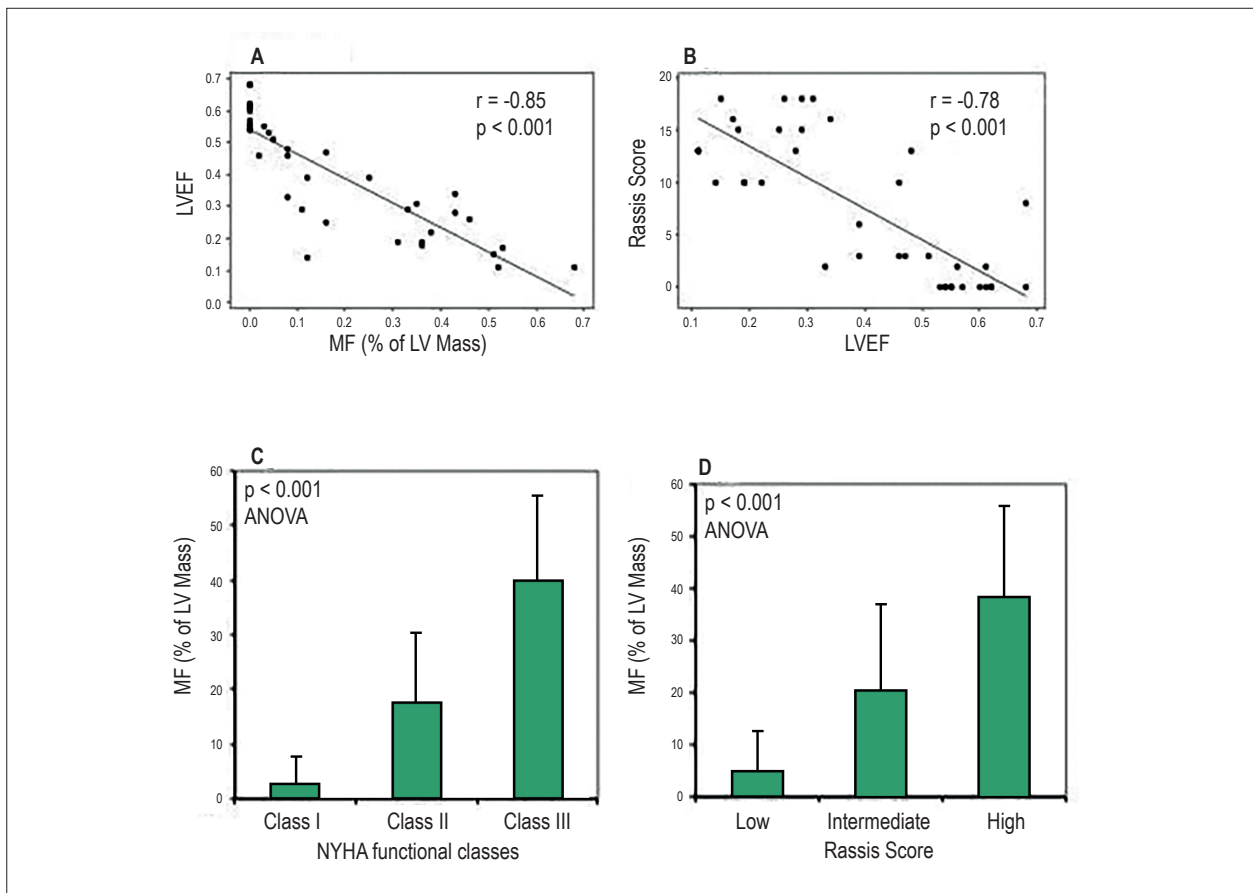 A
LVEF
0.7
0.6
0.5
0.4
0.3
0.2
0.1
0.0
r = -0.85
p < 0.001
0.0 0.1 0.2 0.3 0.4 0.5 0.6 0.7
MF (% of LV Mass)
B
Rassis Score
20
15
10
5
0
r = -0.78
p < 0.001
0.1 0.2 0.3 0.4 0.5 0.6 0.7
LVEF
C
MF (% of LV Mass)
60
50
40
30
20
10
0
p < 0.001
ANOVA
Class I Class II Class III
NYHA functional classes
D
MF (% of LV Mass)
60
50
40
30
20
10
0
p < 0.001
ANOVA
Low Intermediate High
Rassis Score